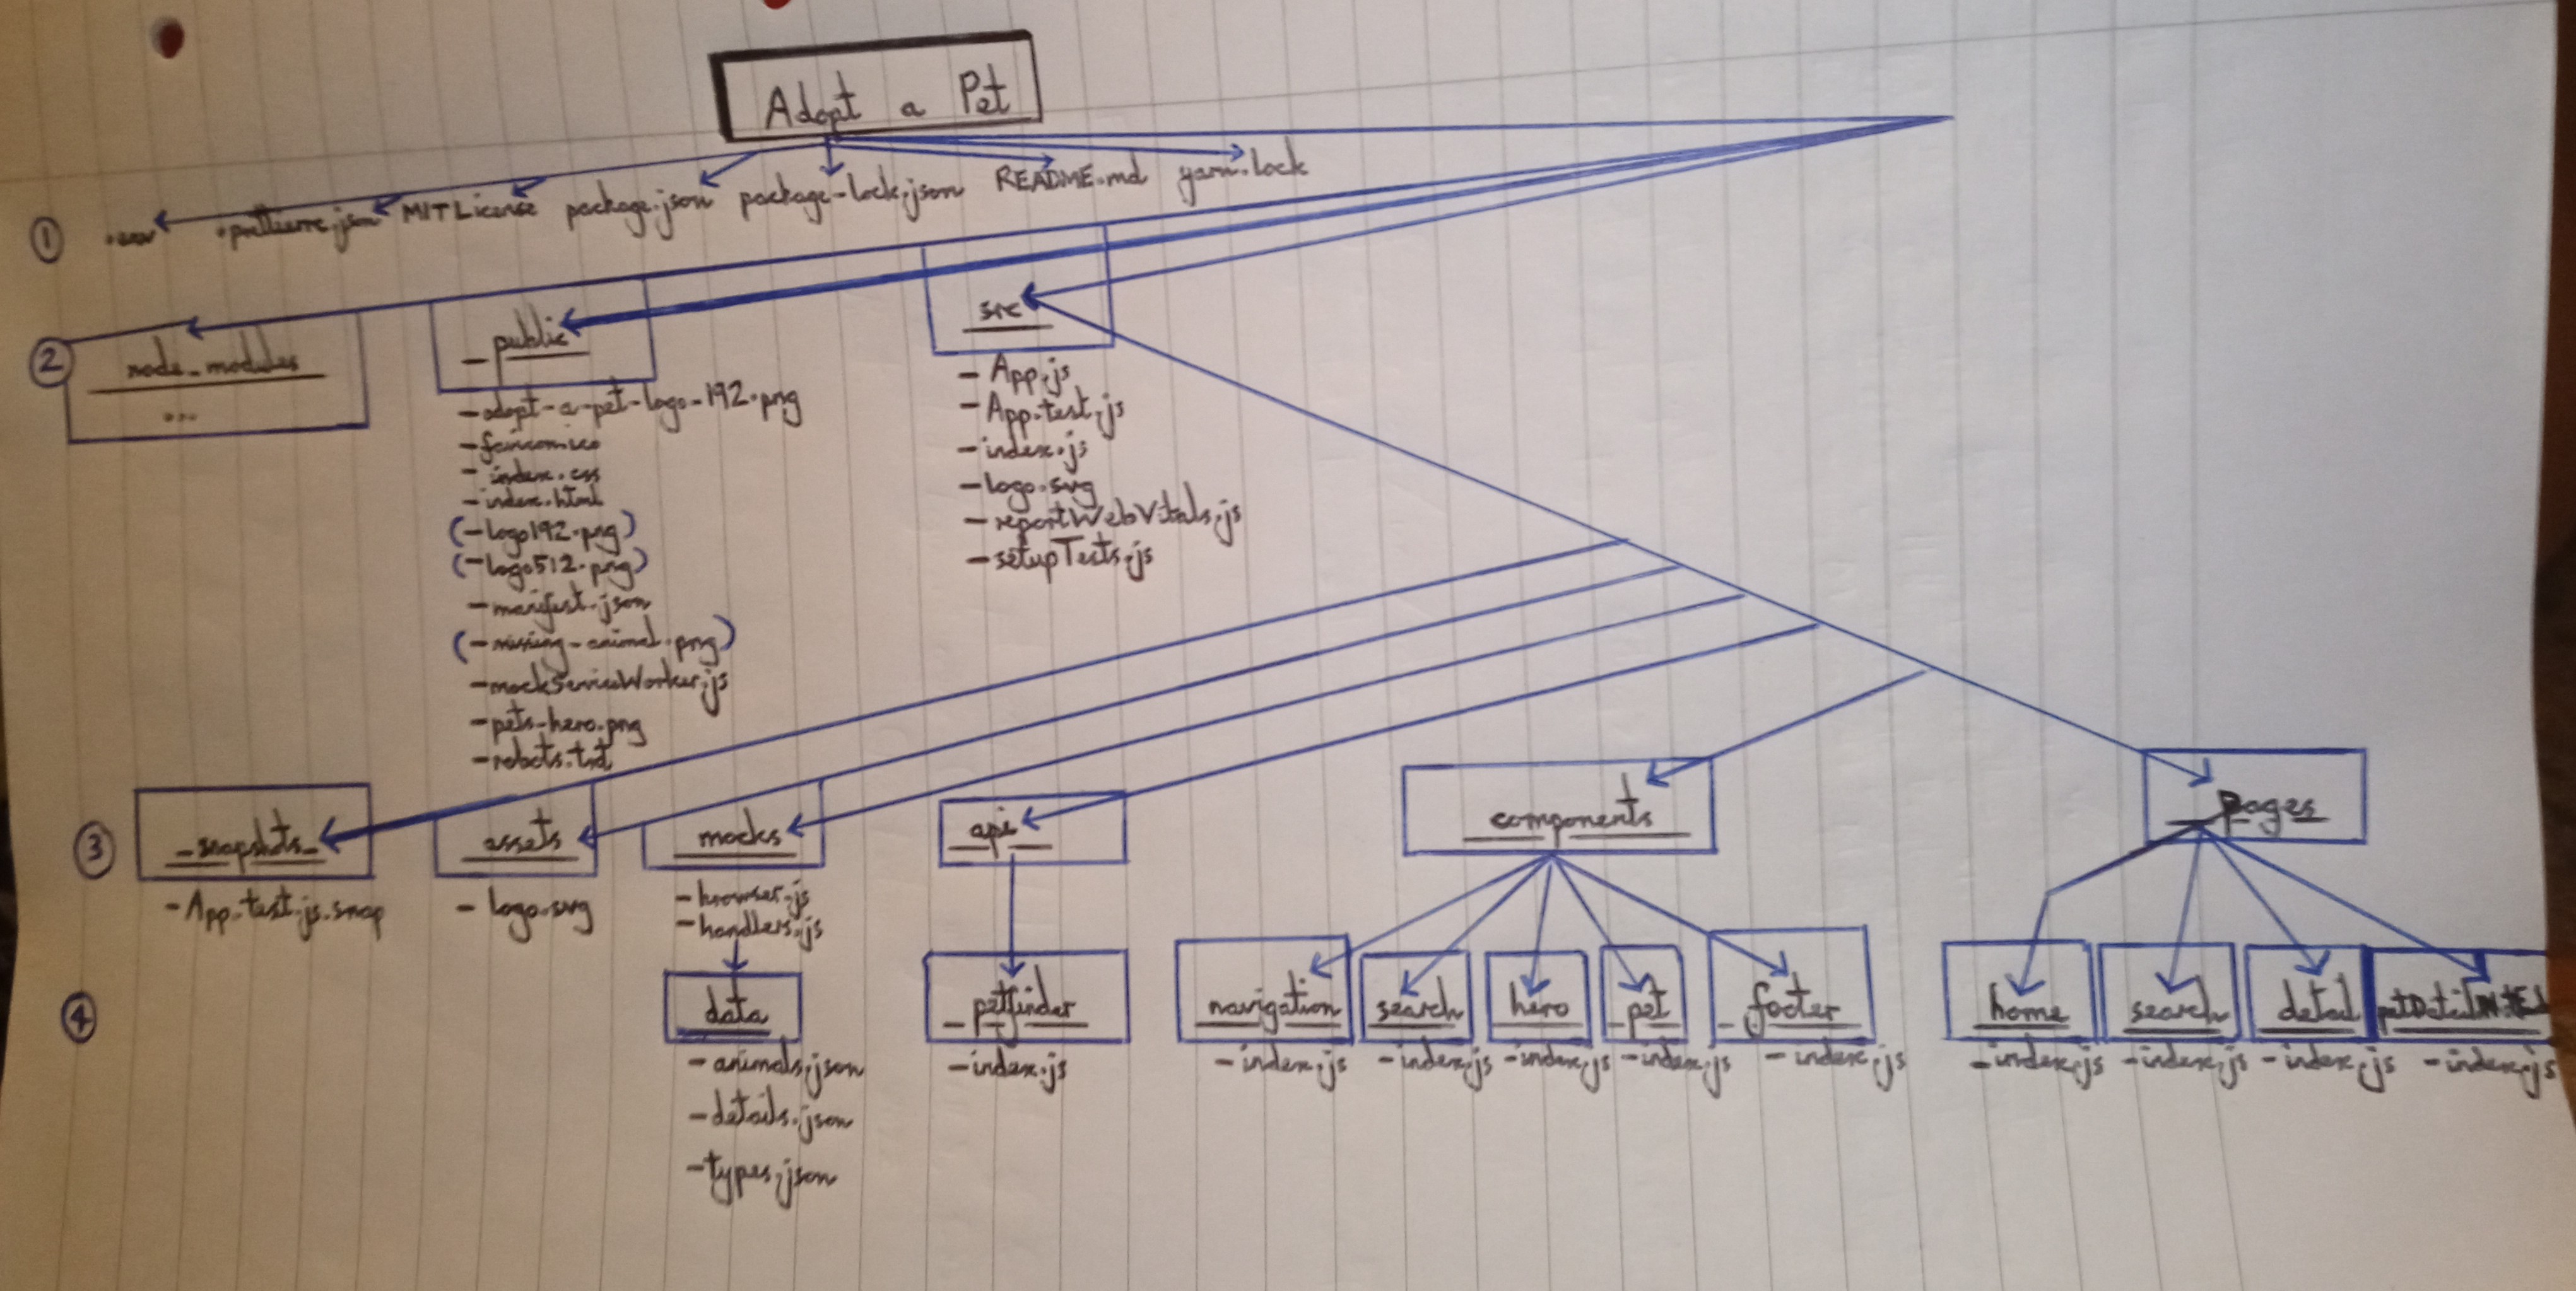 Adopt a Pet
① .env .prettierrc.json MIT License package.json package-lock.json README.md yarn.lock
② node_modules
...
- public
- adopt-a-pet-logo-192.png
- index.css
- index.html
(- logo192.png)
(- logo512.png)
- manifest.json
(- missing-animal.png)
- mockServiceWorker.js
- pets-hero.png
- robots.txt
src
- App.js
- App.test.js
- index.js
- logo.svg
- reportWebVitals.js
- setupTests.js
③ _snapshots_
- App.test.js.snap
assets
- logo.svg
mocks
- browser.js
- handlers.js
api
components
pages
④ data
- animals.json
- details.json
- types.json
petfinder
- index.js
navigation
- index.js
search
- index.js
hero
- index.js
pet
- index.js
footer
- index.js
home
- index.js
search
- index.js
detail
- index.js
- index.js